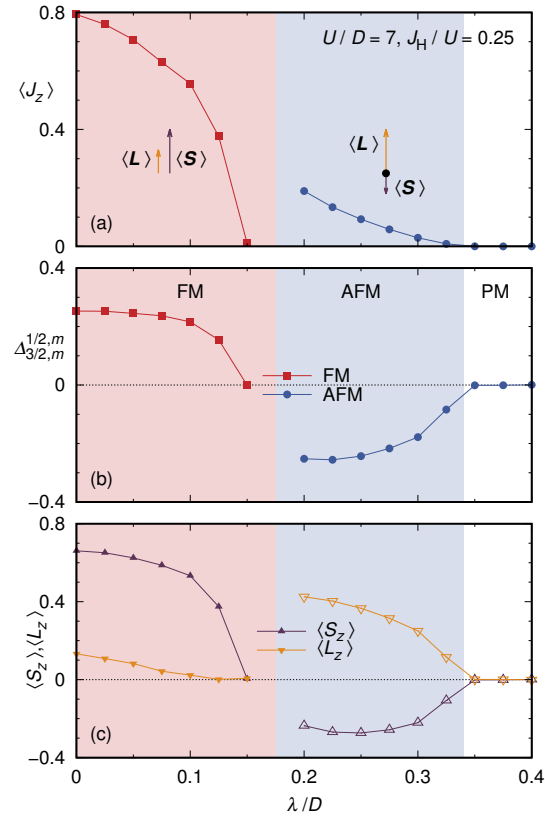 0.8
U / D = 7, J_H / U = 0.25
⟨J_z⟩
0.4
⟨L⟩ ⟨S⟩
⟨L⟩
⟨S⟩
(a)
0
0.4
FM AFM PM
Δ^{1/2,m}_{3/2,m}
0
FM
AFM
(b)
−0.4
0.8
0.4
⟨S_z⟩,⟨L_z⟩
⟨S_z⟩
⟨L_z⟩
0
(c)
−0.4
0 0.1 0.2 0.3 0.4
λ/D